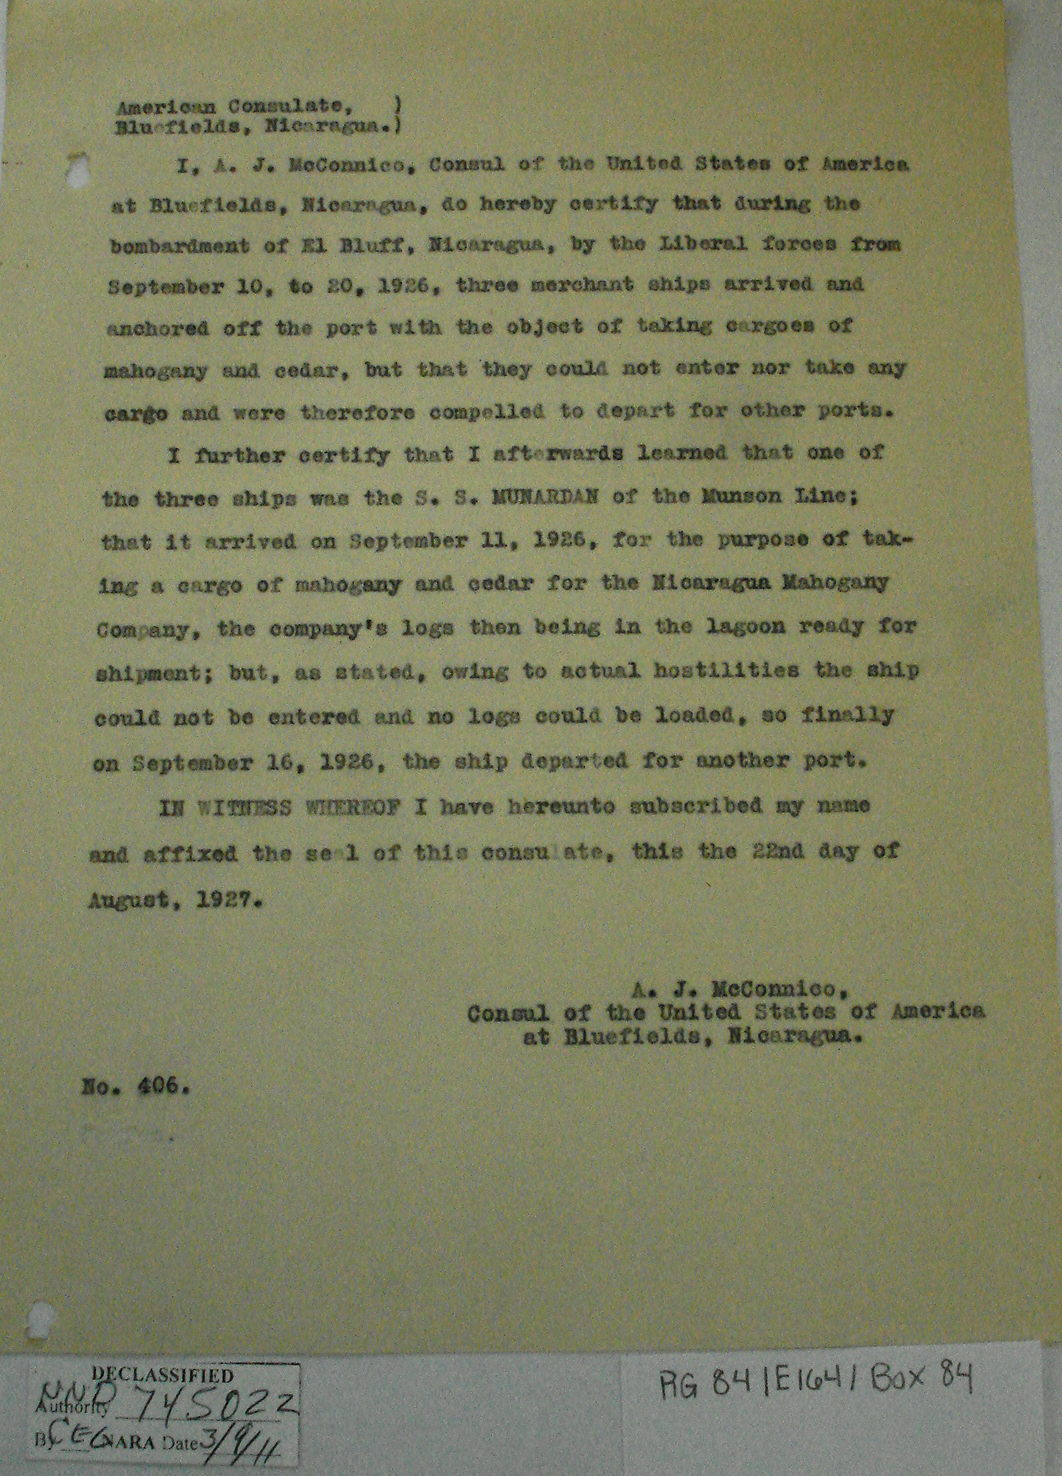 American Consulate, )
Bluefields, Nicaragua.)
I, A. J. McConnico, Consul of the United States of America
at Bluefields, Nicaragua, do hereby certify that during the
bombardment of El Bluff, Nicaragua, by the Liberal forces from
September 10, to 20, 1926, three merchant ships arrived and
anchored off the port with the object of taking cargoes of
mahogany and cedar, but that they could not enter nor take any
cargo and were therefore compelled to depart for other ports.
I further certify that I afterwards learned that one of
the three ships was the S. S. MUNARDAN of the Munson Line;
that it arrived on September 11, 1926, for the purpose of tak-
ing a cargo of mahogany and cedar for the Nicaragua Mahogany
Company, the company's logs then being in the lagoon ready for
shipment; but, as stated, owing to actual hostilities the ship
could not be entered and no logs could be loaded, so finally
on September 16, 1926, the ship departed for another port.
IN WITNESS WHEREOF I have hereunto subscribed my name
and affixed the seal of this consulate, this the 22nd day of
August, 1927.
A. J. McConnico,
Consul of the United States of America
at Bluefields, Nicaragua.
No. 406.
DECLASSIFIED
Authority NND 745022
By CEG NARA Date 3/9/11
RG 84 | E1641 Box 84